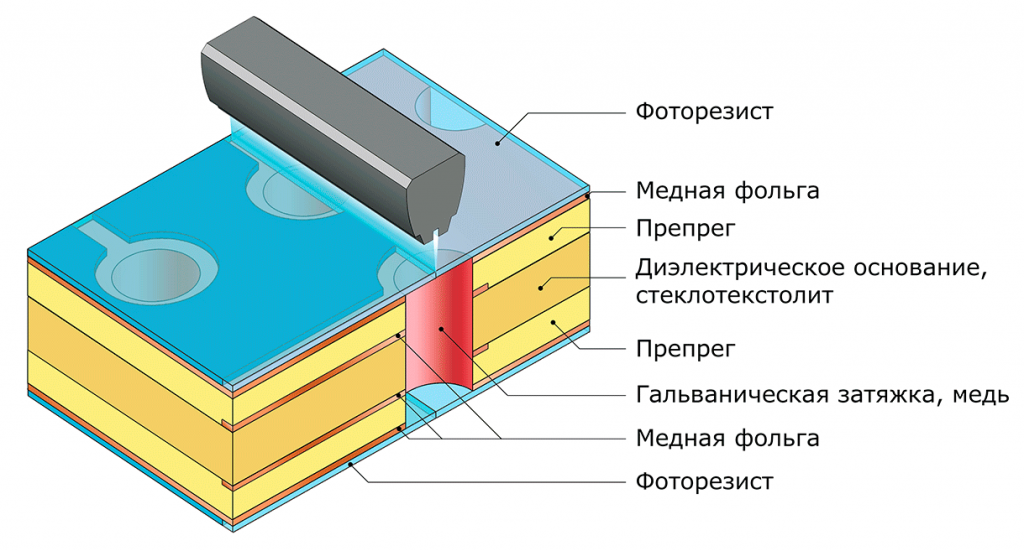 Фоторезист
Медная фольга
Препрег
Диэлектрическое основание,
стеклотекстолит
Препрег
Гальваническая затяжка, медь
Медная фольга
Фоторезист